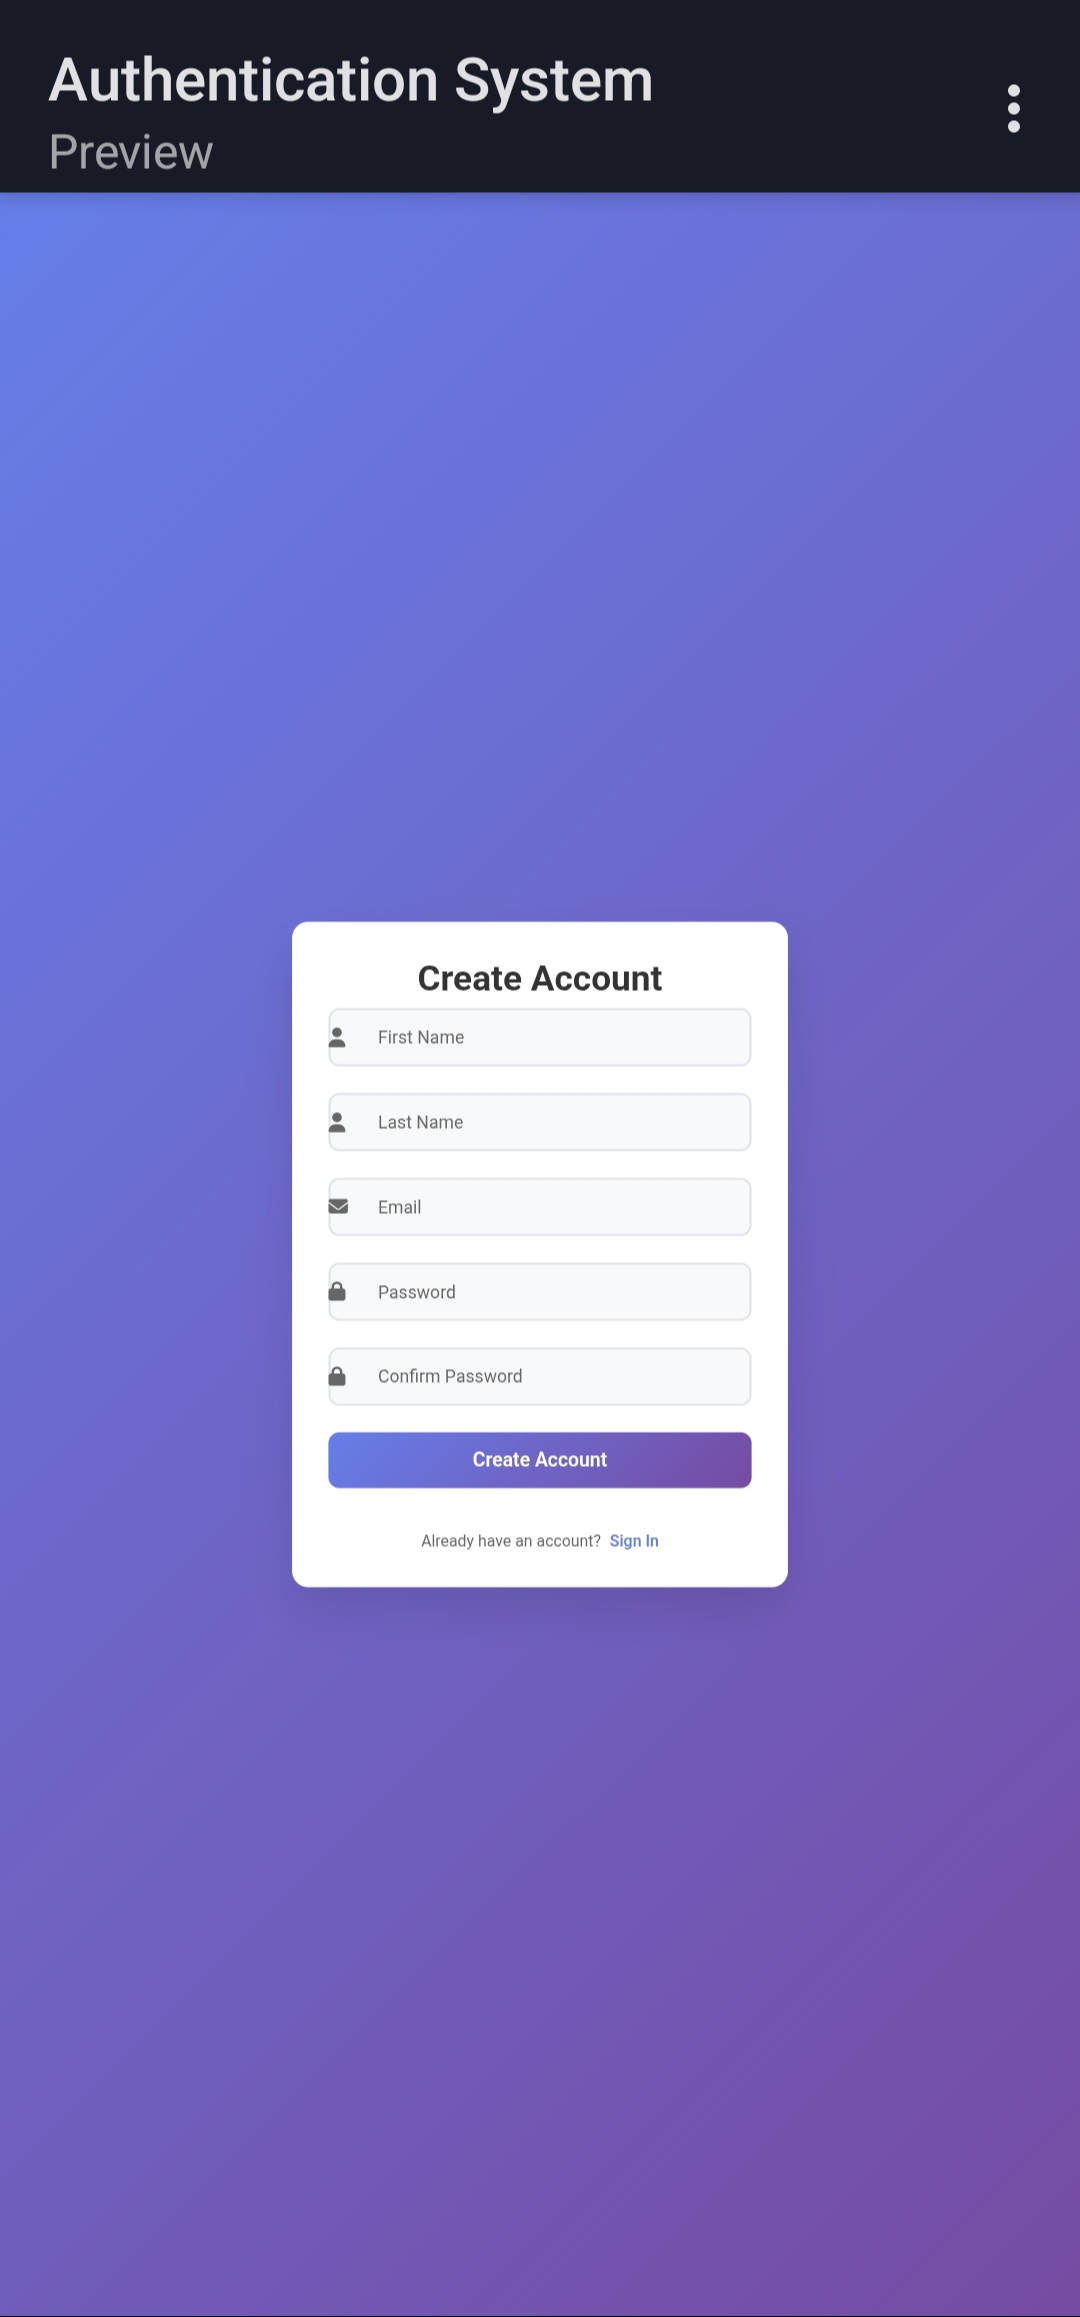 Authentication System
Preview
Create Account
First Name
Last Name
Email
Password
Confirm Password
Create Account
Already have an account? Sign In